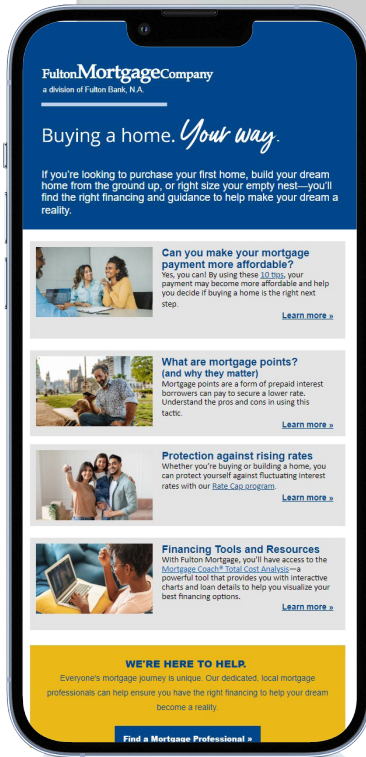 FultonMortgageCompany
a division of Fulton Bank, N.A.
Buying a home. Your way.
If you're looking to purchase your first home, build your dream
home from the ground up, or right size your empty nest—you'll
find the right financing and guidance to help make your dream a
reality.
Can you make your mortgage
payment more affordable?
Yes, you can! By using these 10 tips, your
payment may become more affordable and help
you decide if buying a home is the right next
step.
Learn more »
What are mortgage points?
(and why they matter)
Mortgage points are a form of prepaid interest
borrowers can pay to secure a lower rate.
Understand the pros and cons in using this
tactic.
Learn more »
Protection against rising rates
Whether you're buying or building a home, you
can protect yourself against fluctuating interest
rates with our Rate Cap program.
Learn more »
Financing Tools and Resources
With Fulton Mortgage, you'll have access to the
Mortgage Coach® Total Cost Analysis—a
powerful tool that provides you with interactive
charts and loan details to help you visualize your
best financing options.
Learn more »
WE'RE HERE TO HELP.
Everyone's mortgage journey is unique. Our dedicated, local mortgage
professionals can help ensure you have the right financing to help your dream
become a reality.
Find a Mortgage Professional »